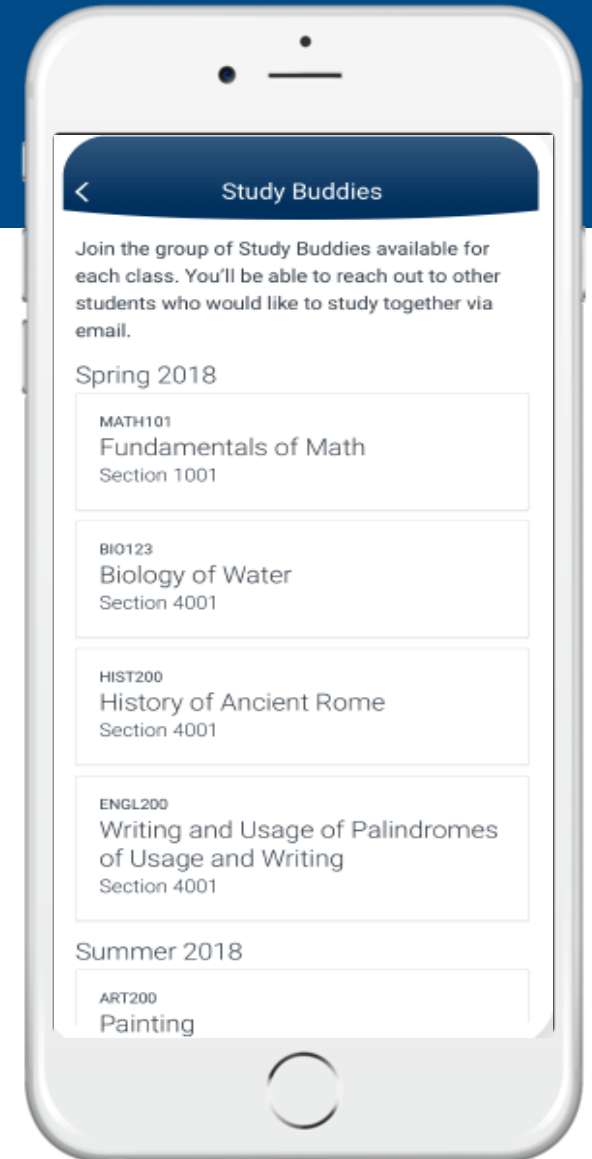 Study Buddies
Join the group of Study Buddies available for
each class. You'll be able to reach out to other
students who would like to study together via
email.
Spring 2018
MATH101
Fundamentals of Math
Section 1001
BIO123
Biology of Water
Section 4001
HIST200
History of Ancient Rome
Section 4001
ENGL200
Writing and Usage of Palindromes
of Usage and Writing
Section 4001
Summer 2018
ART200
Painting